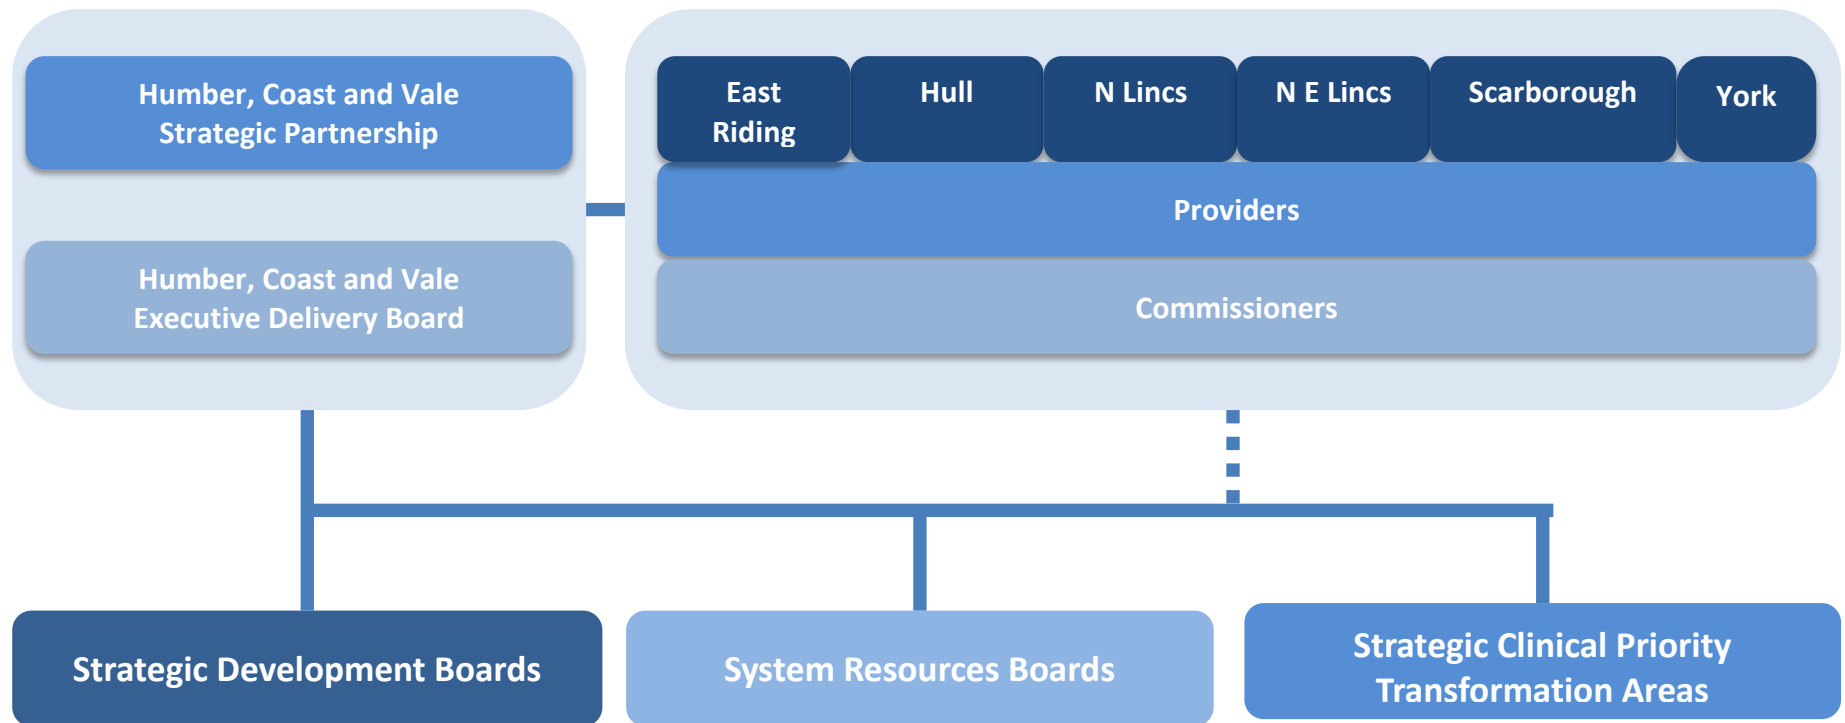 Humber, Coast and Vale
Strategic Partnership
Humber, Coast and Vale
Executive Delivery Board
East
Riding
Hull
N Lincs
N E Lincs
Scarborough
York
Providers
Commissioners
Strategic Development Boards
System Resources Boards
Strategic Clinical Priority
Transformation Areas